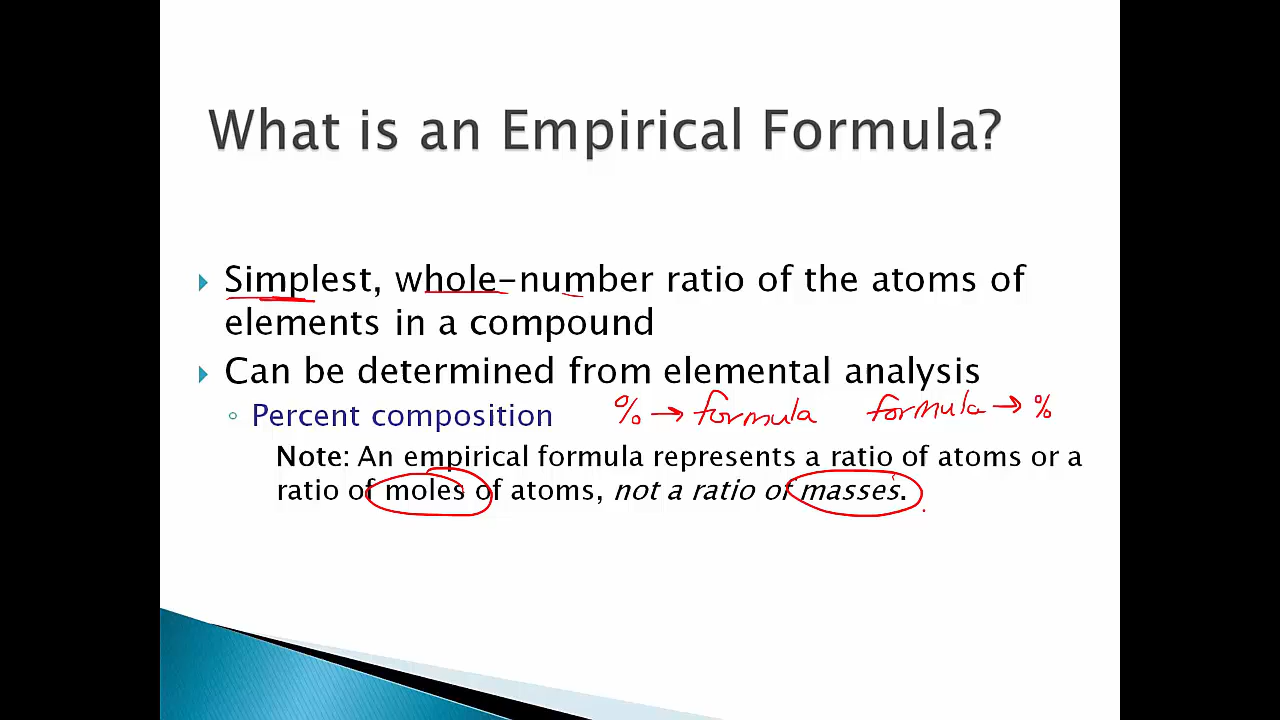 What is an Empirical Formula?
Simplest, whole-number ratio of the atoms of
elements in a compound
Can be determined from elemental analysis
Percent composition % → formula formula → %
Note: An empirical formula represents a ratio of atoms or a
ratio of moles of atoms, not a ratio of masses.